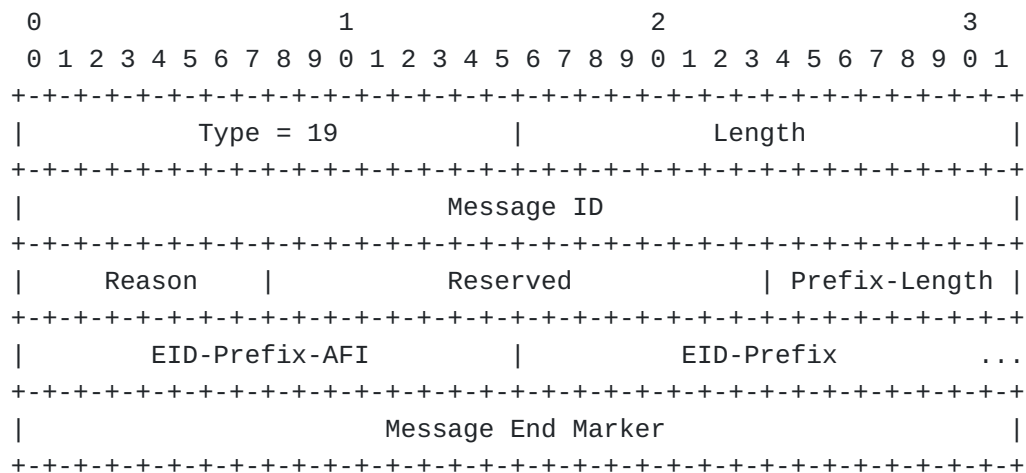 0                   1                   2                   3
 0 1 2 3 4 5 6 7 8 9 0 1 2 3 4 5 6 7 8 9 0 1 2 3 4 5 6 7 8 9 0 1
+-+-+-+-+-+-+-+-+-+-+-+-+-+-+-+-+-+-+-+-+-+-+-+-+-+-+-+-+-+-+-+-+
|           Type = 19           |            Length             |
+-+-+-+-+-+-+-+-+-+-+-+-+-+-+-+-+-+-+-+-+-+-+-+-+-+-+-+-+-+-+-+-+
|                           Message ID                          |
+-+-+-+-+-+-+-+-+-+-+-+-+-+-+-+-+-+-+-+-+-+-+-+-+-+-+-+-+-+-+-+-+
|     Reason    |           Reserved            | Prefix-Length |
+-+-+-+-+-+-+-+-+-+-+-+-+-+-+-+-+-+-+-+-+-+-+-+-+-+-+-+-+-+-+-+-+
|        EID-Prefix-AFI         |          EID-Prefix         ...
+-+-+-+-+-+-+-+-+-+-+-+-+-+-+-+-+-+-+-+-+-+-+-+-+-+-+-+-+-+-+-+-+
|                       Message End Marker                      |
+-+-+-+-+-+-+-+-+-+-+-+-+-+-+-+-+-+-+-+-+-+-+-+-+-+-+-+-+-+-+-+-+